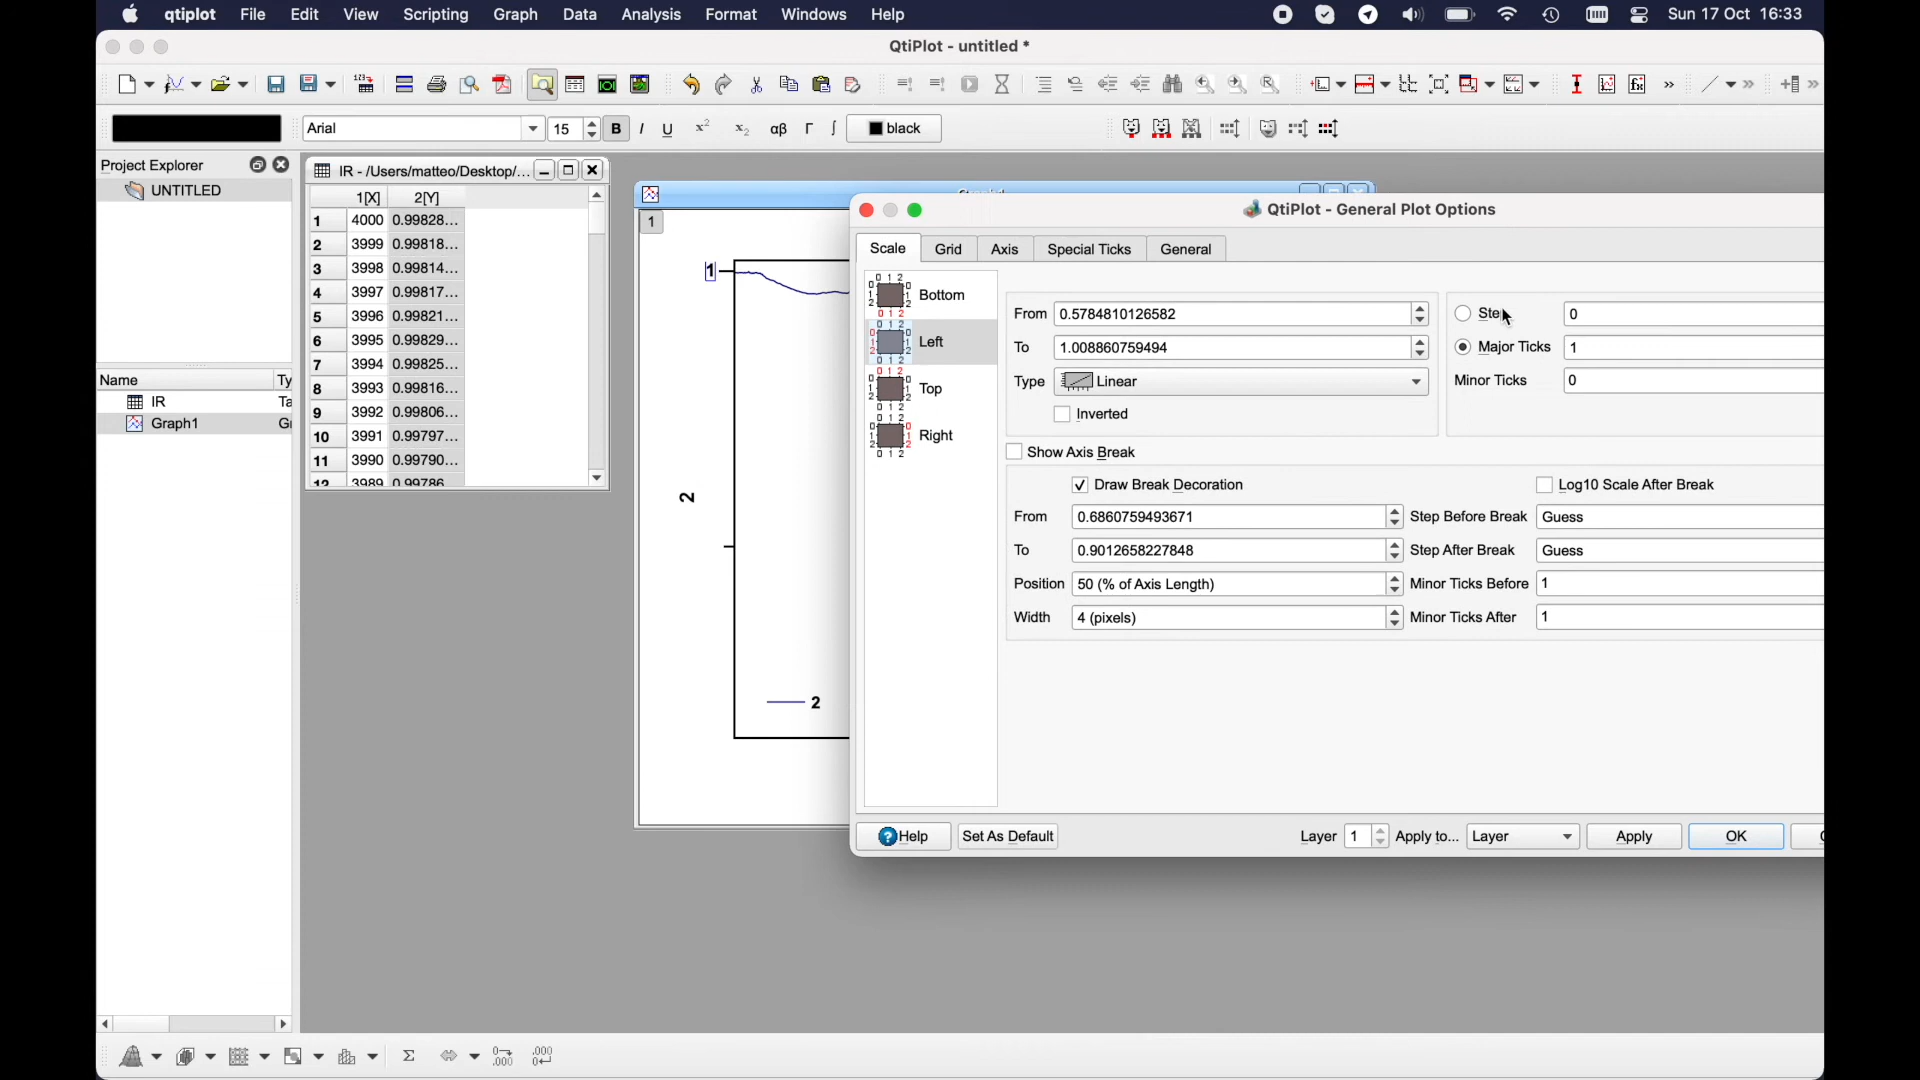 qtiplot File Edit View Scripting Graph Data Analysis Format Windows Help Sun 17 Oct 16:33
QtiPlot - untitled *
Arial 15 B I U x² x₂ αβ Γ ∫ black
Project Explorer
UNTITLED
IR - /Users/matteo/Desktop/...
1[X] 2[Y]
1 4000 0.99828...
2 3999 0.99818...
3 3998 0.99814...
4 3997 0.99817...
5 3996 0.99821...
6 3995 0.99829...
7 3994 0.99825...
8 3993 0.99816...
9 3992 0.99806...
10 3991 0.99797...
11 3990 0.99790...
12 3989 0.99786
Name Ty
IR Ta
Graph1 Gr
1
1
2
2
QtiPlot - General Plot Options
Scale Grid Axis Special Ticks General
Bottom
Left
Top
Right
From 0.5784810126582
To 1.008860759494
Type Linear
Inverted
Step 0
Major Ticks 1
Minor Ticks 0
Show Axis Break
Draw Break Decoration Log10 Scale After Break
From 0.6860759493671 Step Before Break Guess
To 0.9012658227848 Step After Break Guess
Position 50 (% of Axis Length) Minor Ticks Before 1
Width 4 (pixels) Minor Ticks After 1
Help Set As Default Layer 1 Apply to... Layer Apply OK